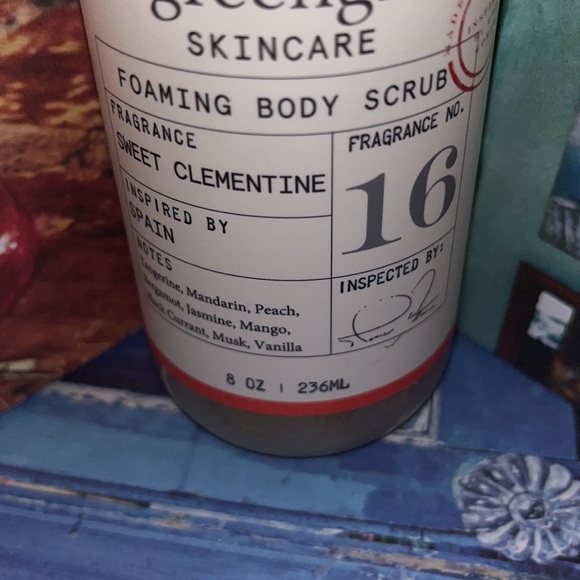 SKINCARE
FOAMING BODY SCRUB
FRAGRANCE
SWEET CLEMENTINE
INSPIRED BY
SPAIN
NOTES
Tangerine, Mandarin, Peach,
Bergamot, Jasmine, Mango,
Black Currant, Musk, Vanilla
FRAGRANCE NO.
16
INSPECTED BY:
8 OZ | 236ML